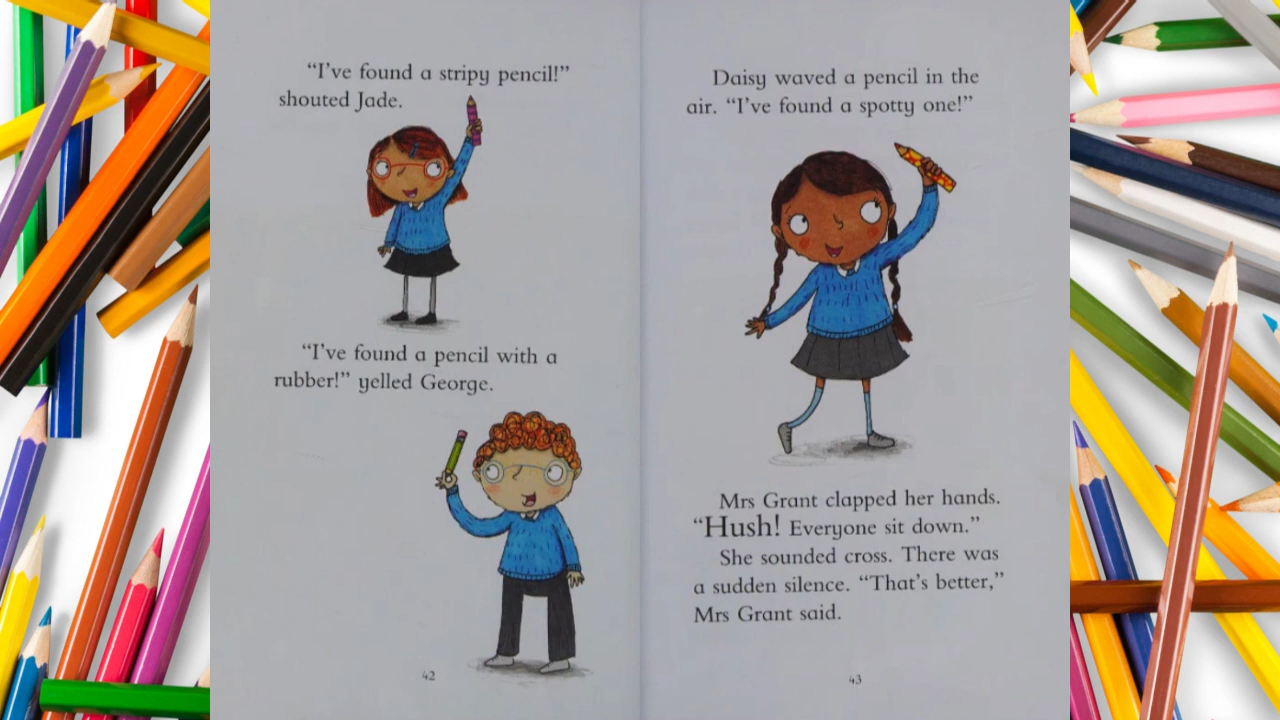 “I've found a stripy pencil!”
shouted Jade.
“I've found a pencil with a
rubber!” yelled George.
42
Daisy waved a pencil in the
air. “I've found a spotty one!”
Mrs Grant clapped her hands.
“Hush! Everyone sit down.”
She sounded cross. There was
a sudden silence. “That's better,”
Mrs Grant said.
43